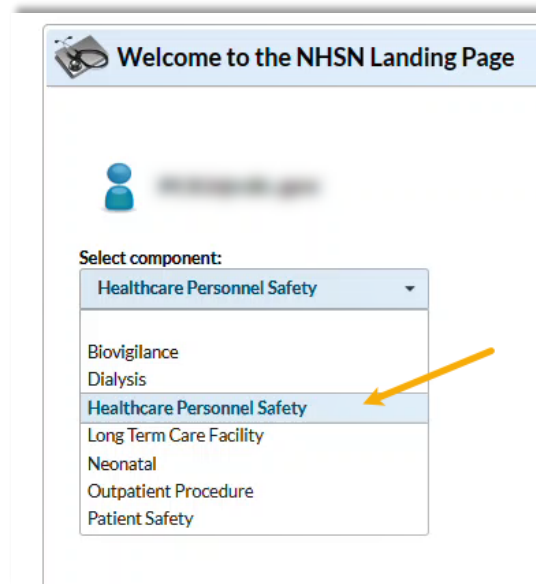 Welcome to the NHSN Landing Page
Select component:
Healthcare Personnel Safety
Biovigilance
Dialysis
Healthcare Personnel Safety
Long Term Care Facility
Neonatal
Outpatient Procedure
Patient Safety